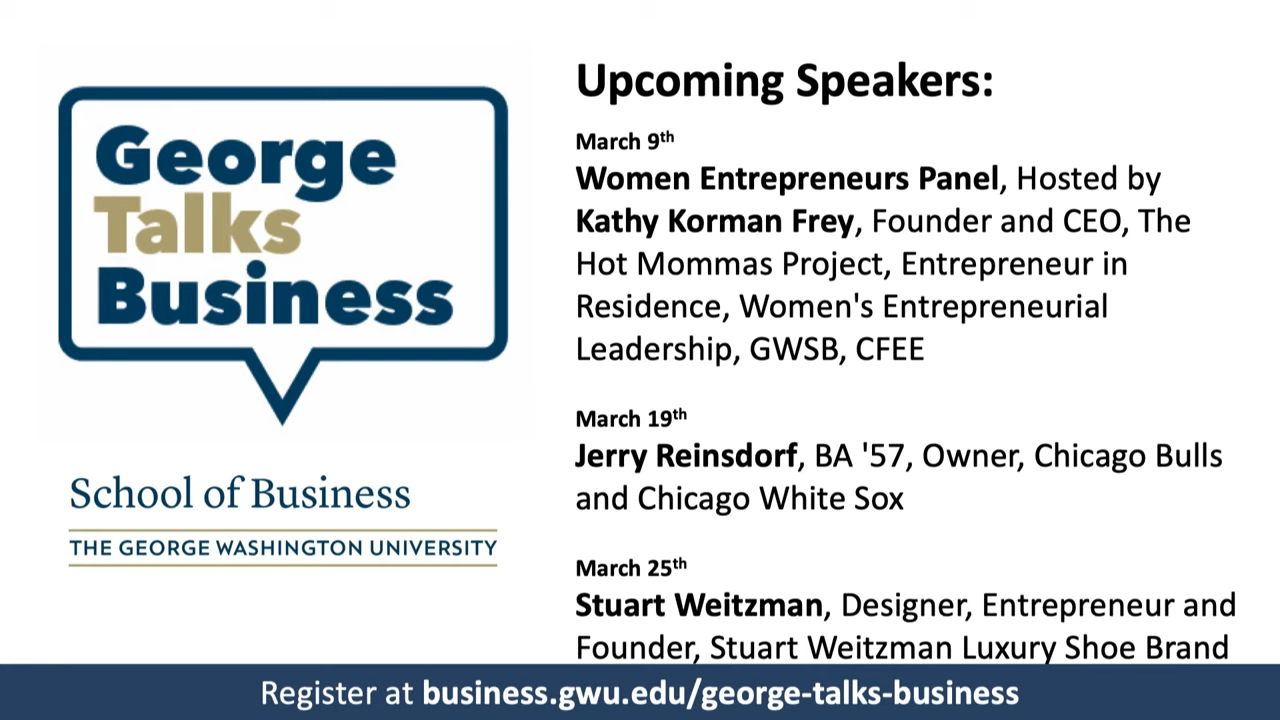 George
Talks
Business
School of Business
THE GEORGE WASHINGTON UNIVERSITY
Upcoming Speakers:
March 9th
Women Entrepreneurs Panel, Hosted by
Kathy Korman Frey, Founder and CEO, The
Hot Mommas Project, Entrepreneur in
Residence, Women's Entrepreneurial
Leadership, GWSB, CFEE
March 19th
Jerry Reinsdorf, BA '57, Owner, Chicago Bulls
and Chicago White Sox
March 25th
Stuart Weitzman, Designer, Entrepreneur and
Founder, Stuart Weitzman Luxury Shoe Brand
Register at business.gwu.edu/george-talks-business